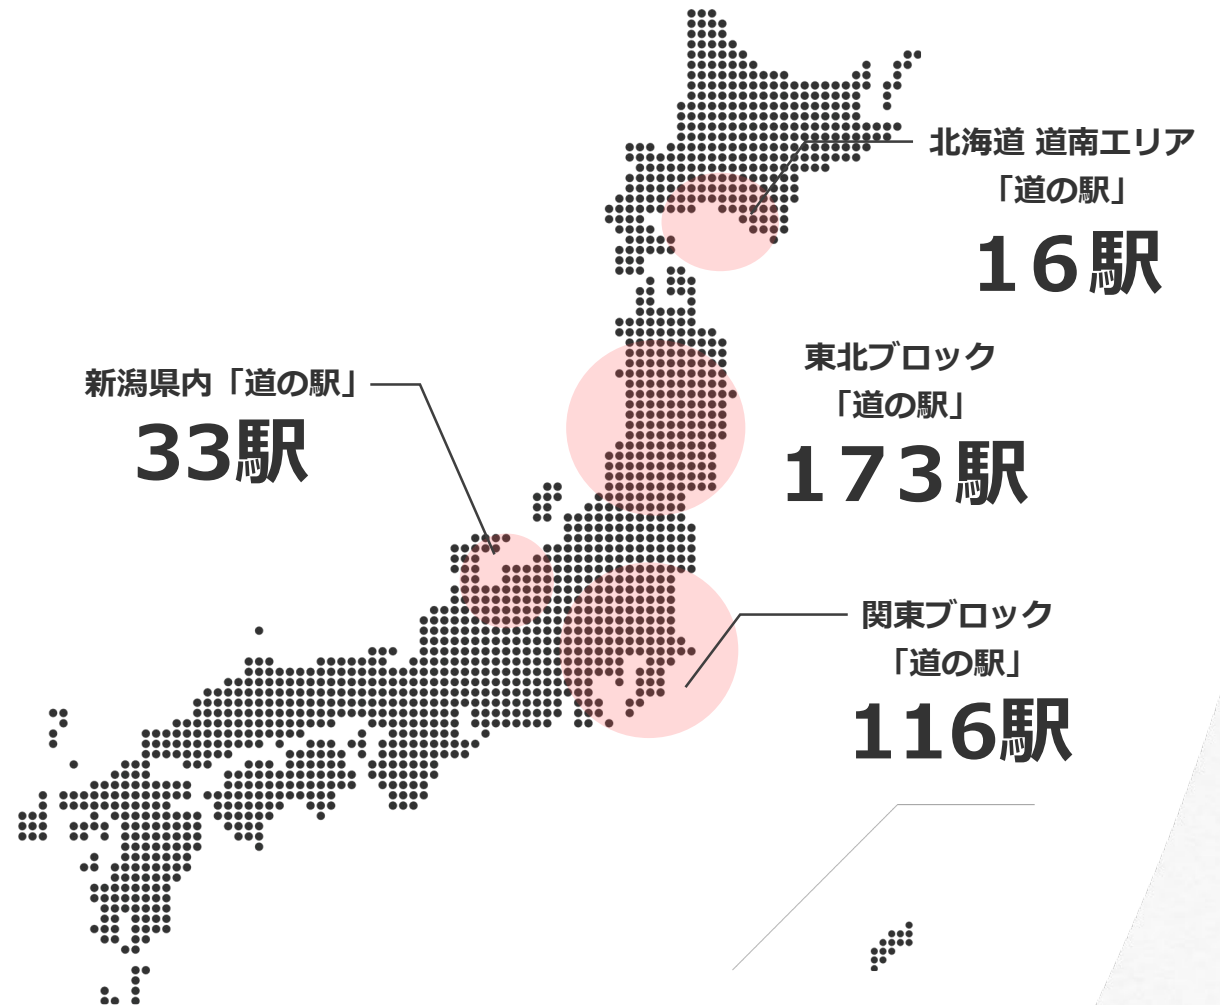 北海道 道南エリア
「道の駅」
16駅
東北ブロック
「道の駅」
173駅
新潟県内「道の駅」
33駅
関東ブロック
「道の駅」
116駅